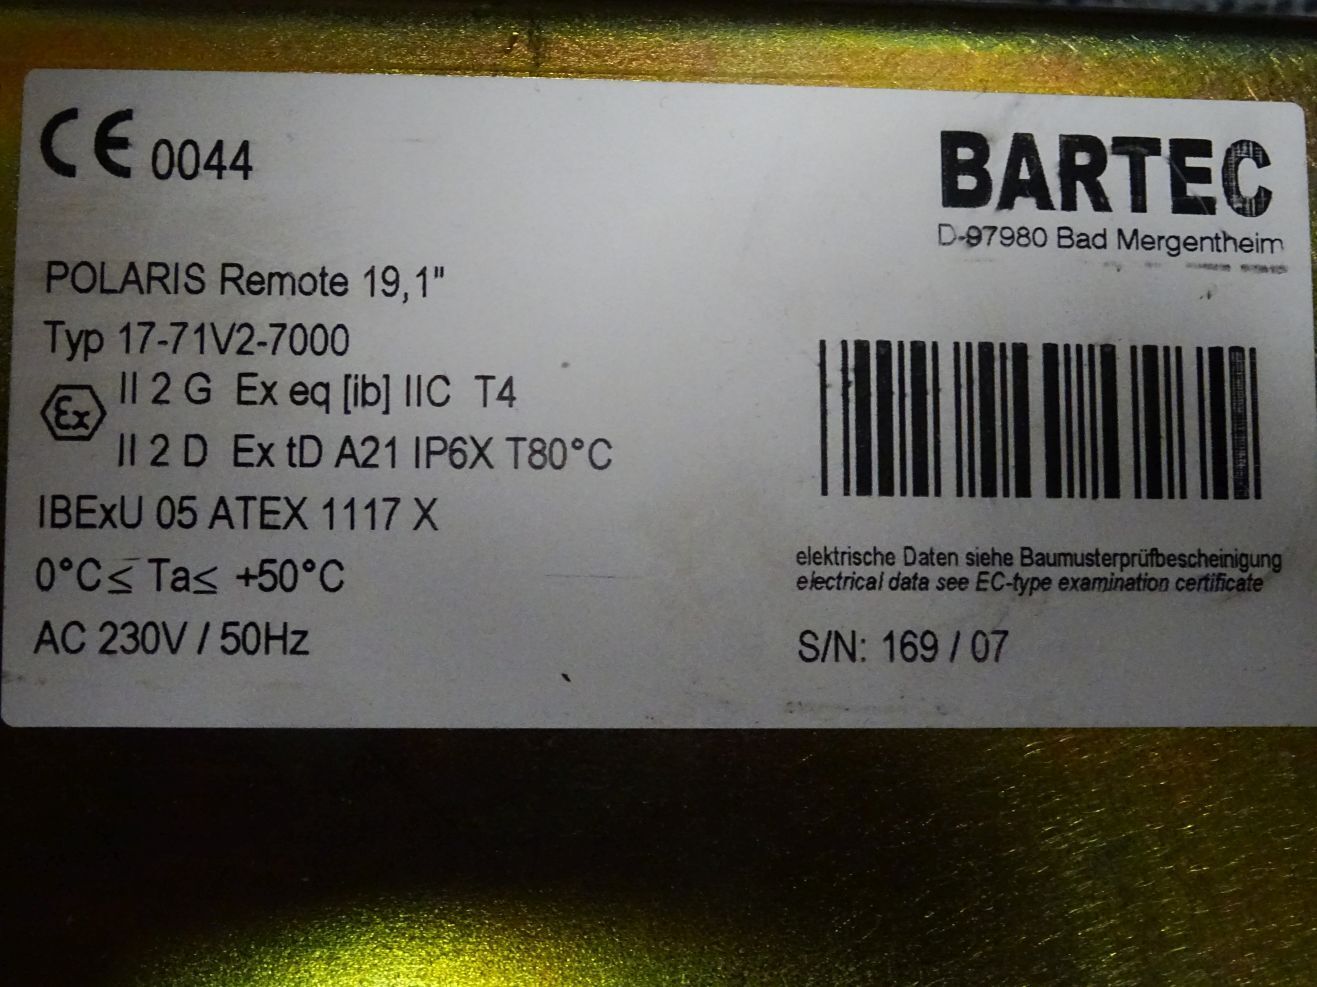 CE 0044
BARTEC
D-97980 Bad Mergentheim
POLARIS Remote 19,1"
Typ 17-71V2-7000
Ex
II 2 G Ex eq [ib] IIC T4
II 2 D Ex tD A21 IP6X T80°C
IBExU 05 ATEX 1117 X
0°C≤ Ta≤ +50°C
AC 230V / 50Hz
elektrische Daten siehe Baumusterprüfbescheinigung
electrical data see EC-type examination certificate
S/N: 169 / 07